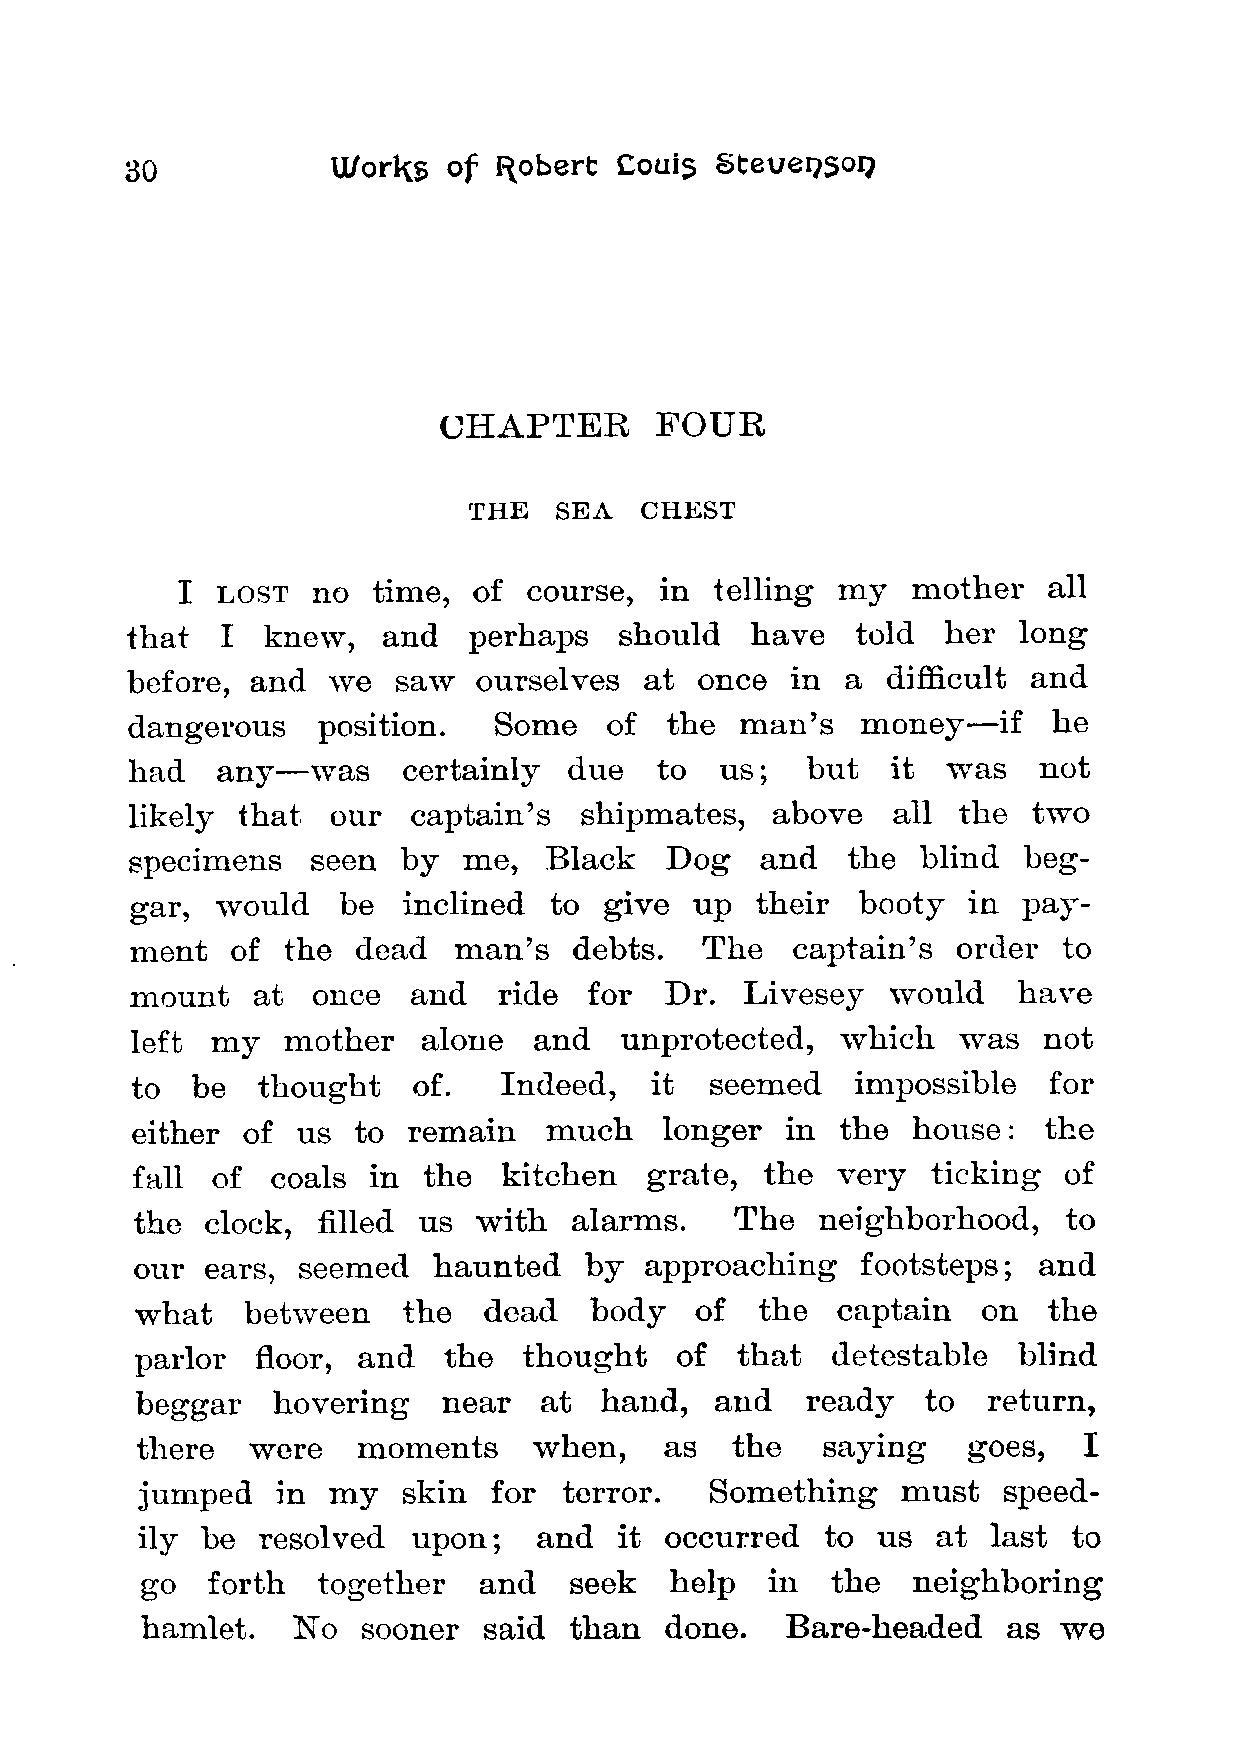 30 Works of Robert Louis Stevenson
CHAPTER FOUR
THE SEA CHEST
I LOST no time, of course, in telling my mother all
that I knew, and perhaps should have told her long
before, and we saw ourselves at once in a difficult and
dangerous position. Some of the man's money—if he
had any—was certainly due to us; but it was not
likely that our captain's shipmates, above all the two
specimens seen by me, Black Dog and the blind beg-
gar, would be inclined to give up their booty in pay-
ment of the dead man's debts. The captain's order to
mount at once and ride for Dr. Livesey would have
left my mother alone and unprotected, which was not
to be thought of. Indeed, it seemed impossible for
either of us to remain much longer in the house: the
fall of coals in the kitchen grate, the very ticking of
the clock, filled us with alarms. The neighborhood, to
our ears, seemed haunted by approaching footsteps; and
what between the dead body of the captain on the
parlor floor, and the thought of that detestable blind
beggar hovering near at hand, and ready to return,
there were moments when, as the saying goes, I
jumped in my skin for terror. Something must speed-
ily be resolved upon; and it occurred to us at last to
go forth together and seek help in the neighboring
hamlet. No sooner said than done. Bare-headed as we